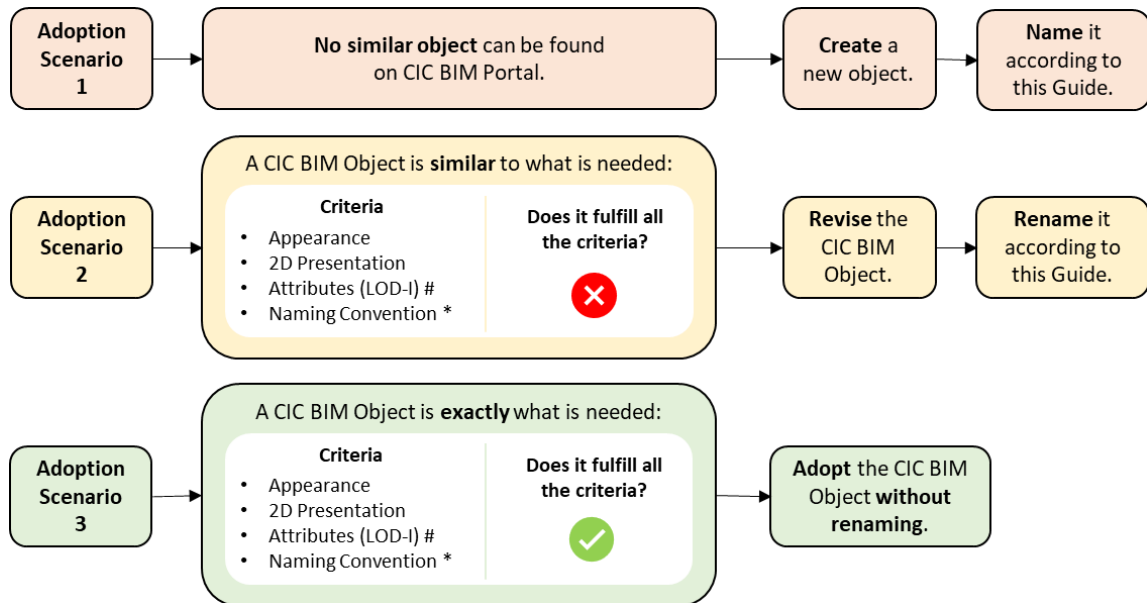 Adoption
Scenario
1
No similar object can be found
on CIC BIM Portal.
Create a
new object.
Name it
according to
this Guide.
A CIC BIM Object is similar to what is needed:
Adoption
Scenario
2
Criteria
• Appearance
• 2D Presentation
• Attributes (LOD-I) #
• Naming Convention *
Does it fulfill all
the criteria?
Revise the
CIC BIM
Object.
Rename it
according to
this Guide.
A CIC BIM Object is exactly what is needed:
Adoption
Scenario
3
Criteria
• Appearance
• 2D Presentation
• Attributes (LOD-I) #
• Naming Convention *
Does it fulfill all
the criteria?
Adopt the CIC BIM
Object without
renaming.